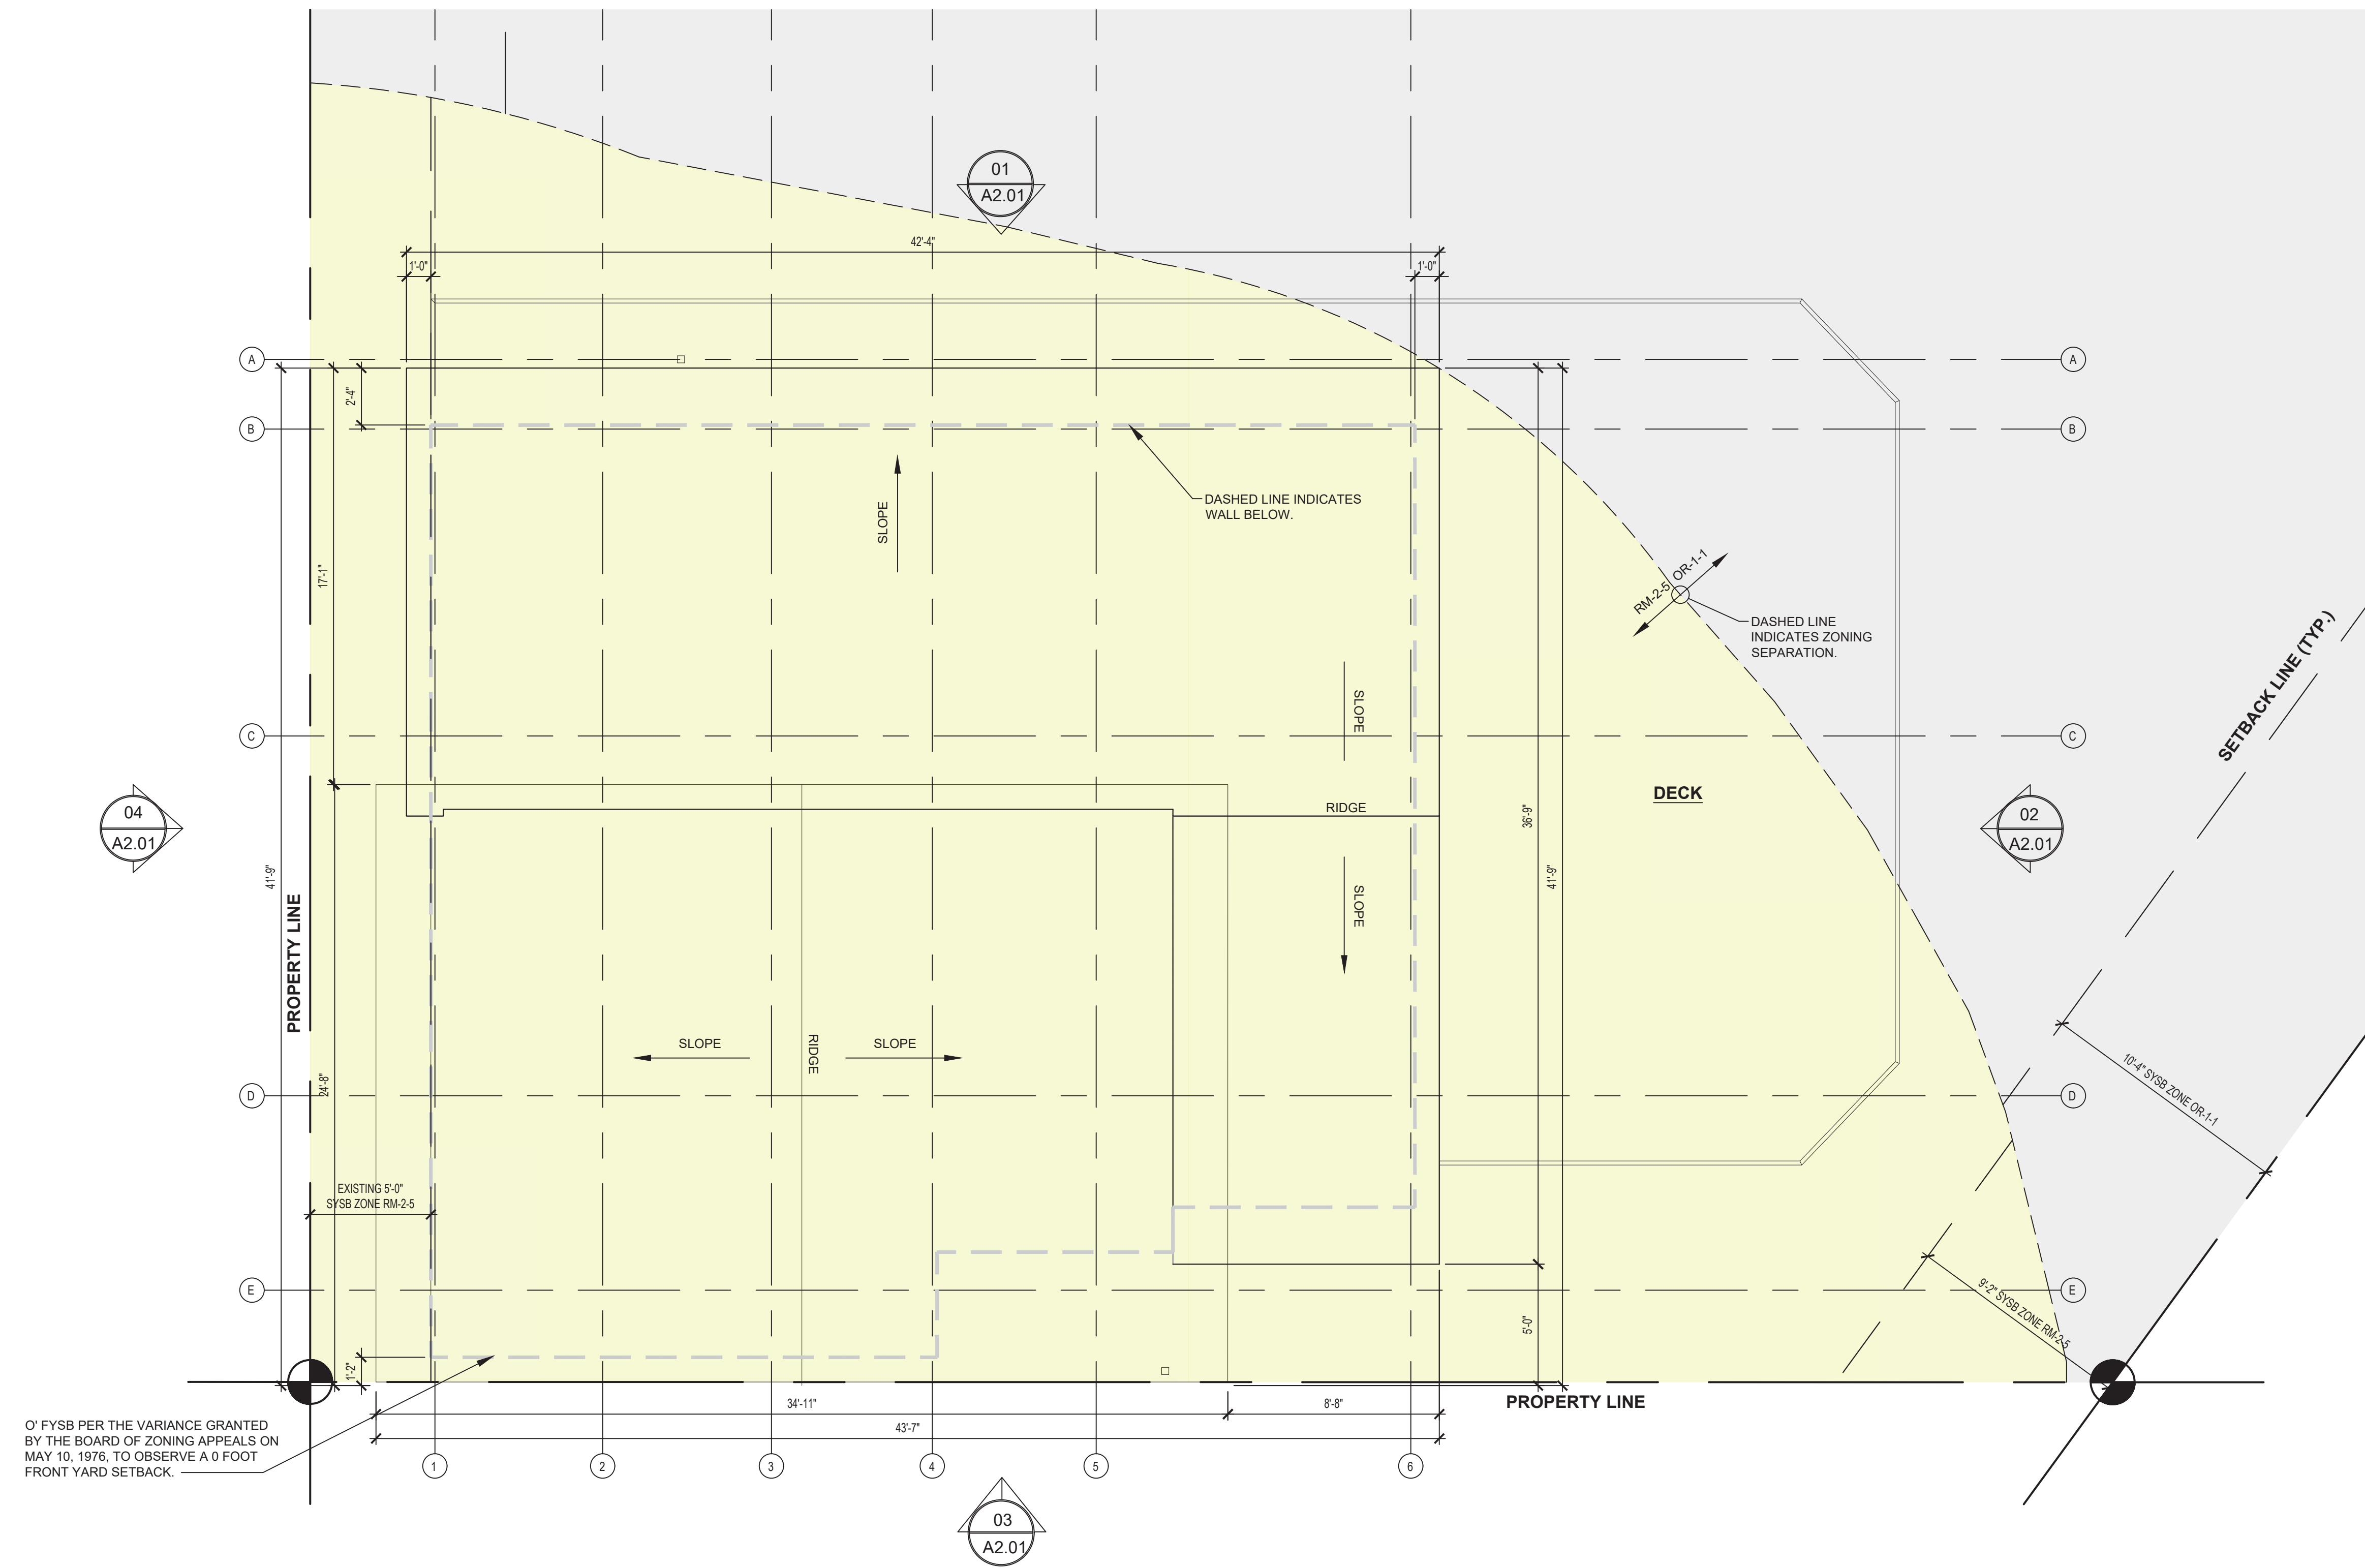 01
A2.01
42'-4"
1'-0"
1'-0"
A
A
2'-4"
B
B
DASHED LINE INDICATES
WALL BELOW.
SLOPE
17'-1"
RM-2-5
OR-1-1
DASHED LINE
INDICATES ZONING
SEPARATION.
SETBACK LINE (TYP.)
SLOPE
C
C
DECK
RIDGE
04
A2.01
02
A2.01
36'-9"
41'-9"
41'-9"
SLOPE
PROPERTY LINE
SLOPE
RIDGE
SLOPE
24'-8"
D
D
10'-4" SYSB ZONE OR-1-1
EXISTING 5'-0"
SYSB ZONE RM-2-5
E
E
9'-2" SYSB ZONE RM-2-5
5'-0"
1'-2"
34'-11"
8'-8"
PROPERTY LINE
43'-7"
O' FYSB PER THE VARIANCE GRANTED
BY THE BOARD OF ZONING APPEALS ON
MAY 10, 1976, TO OBSERVE A 0 FOOT
FRONT YARD SETBACK.
1
2
3
4
5
6
03
A2.01